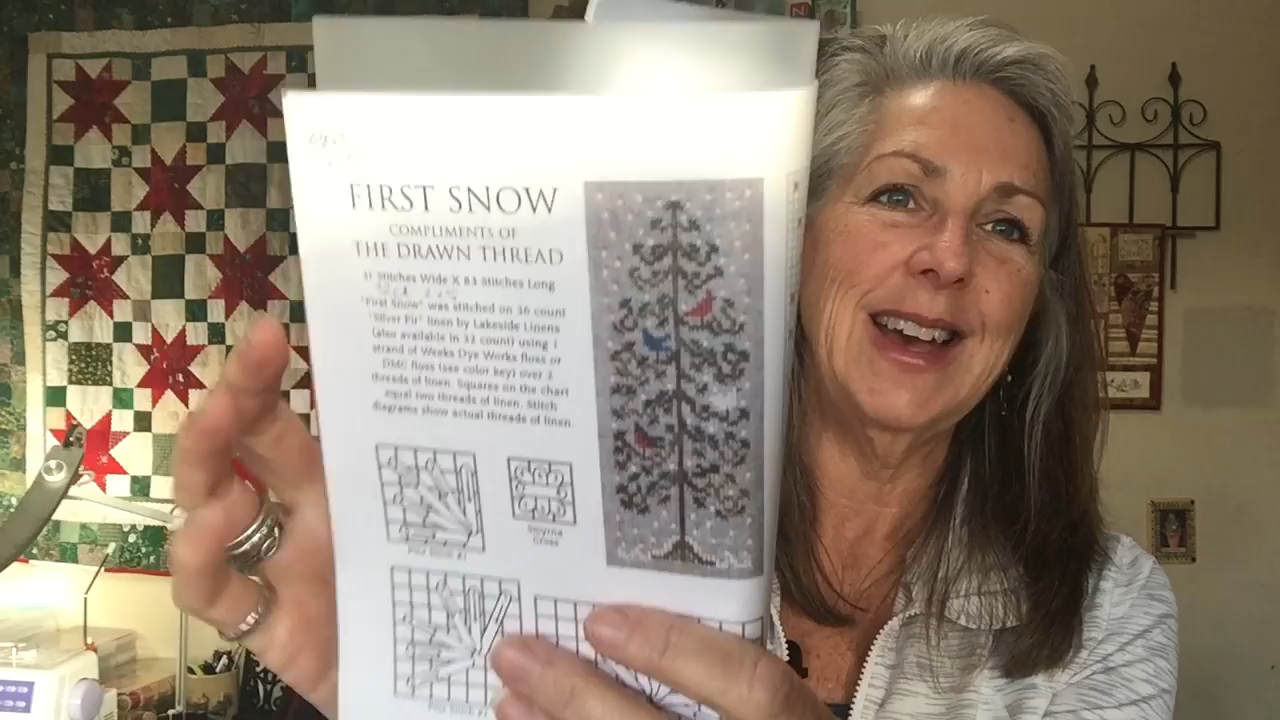 FIRST SNOW
COMPLIMENTS OF
THE DRAWN THREAD
31 Stitches Wide X 83 Stitches Long
"First Snow" was stitched on 36 count
"Silver Fir" linen by Lakeside Linens
(also available in 32 count) using 1
strand of Weeks Dye Works floss or
DMC floss (see color key) over 2
threads of linen. Squares on the chart
equal two threads of linen. Stitch
diagrams show actual threads of linen.
Smyrna
Cross